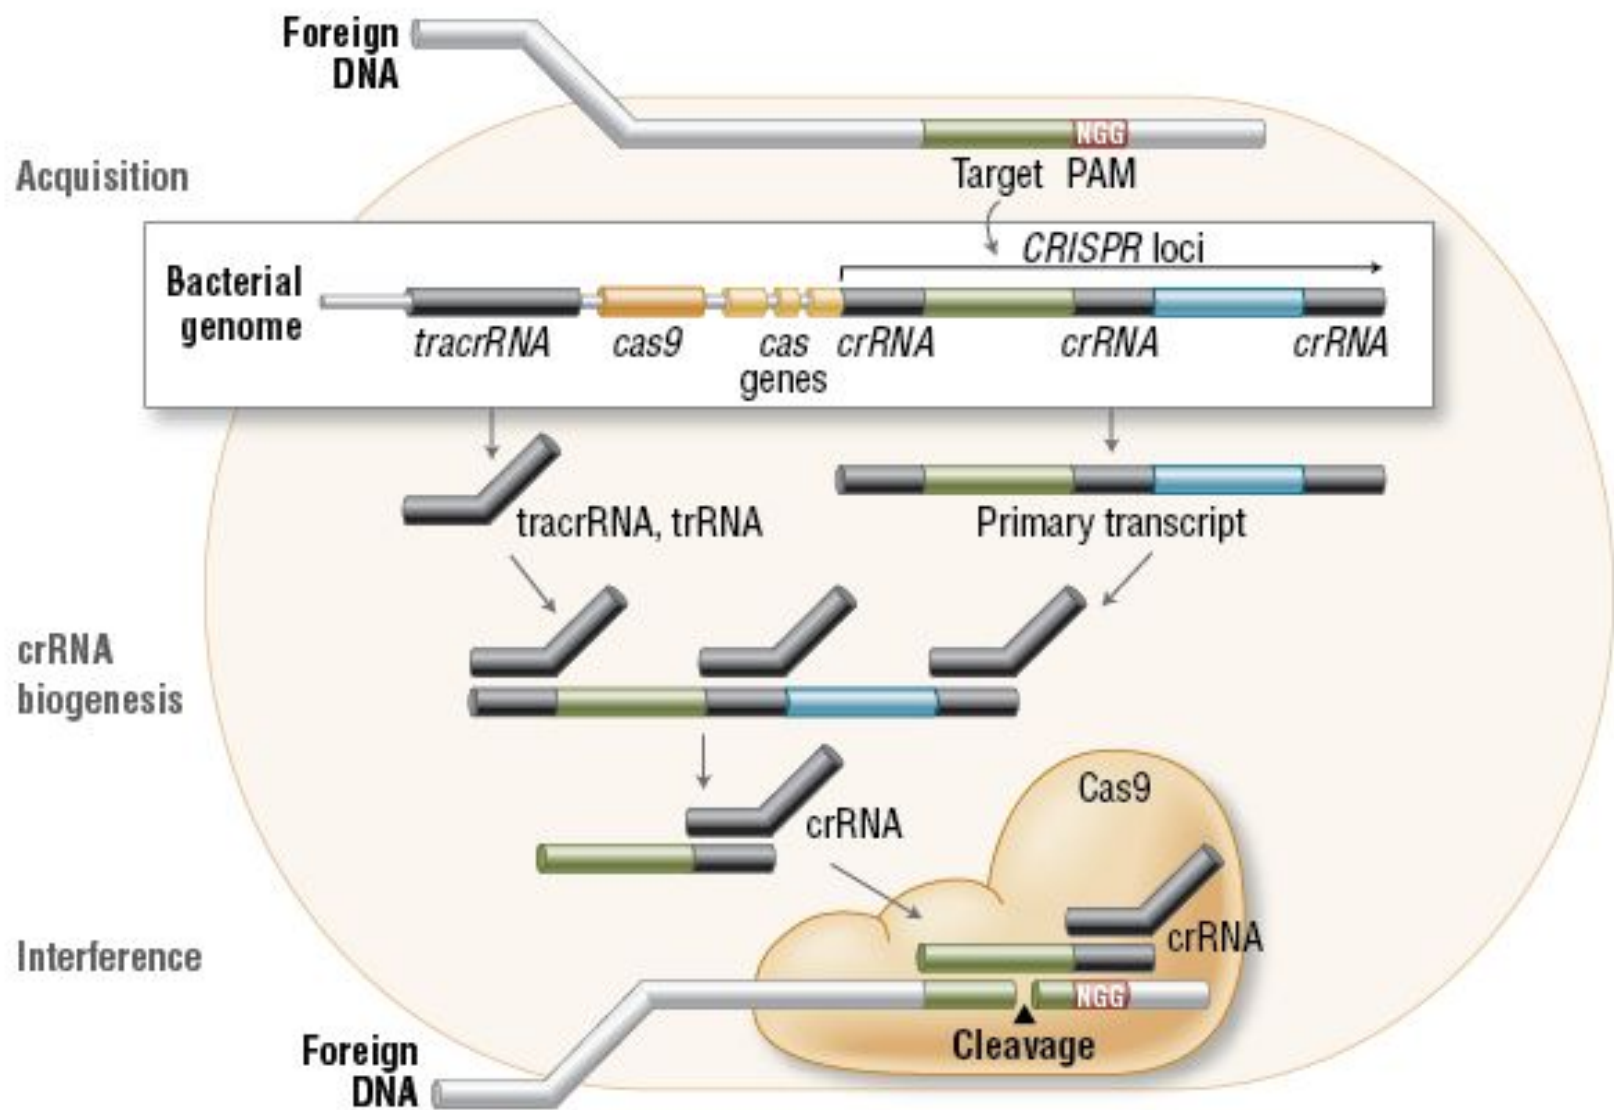 Foreign
DNA
NGG
Target PAM
Acquisition
CRISPR loci
Bacterial
genome
tracrRNA cas9 cas crRNA crRNA crRNA
genes
tracrRNA, trRNA
Primary transcript
crRNA
biogenesis
Cas9
crRNA
crRNA
Interference
NGG
Cleavage
Foreign
DNA